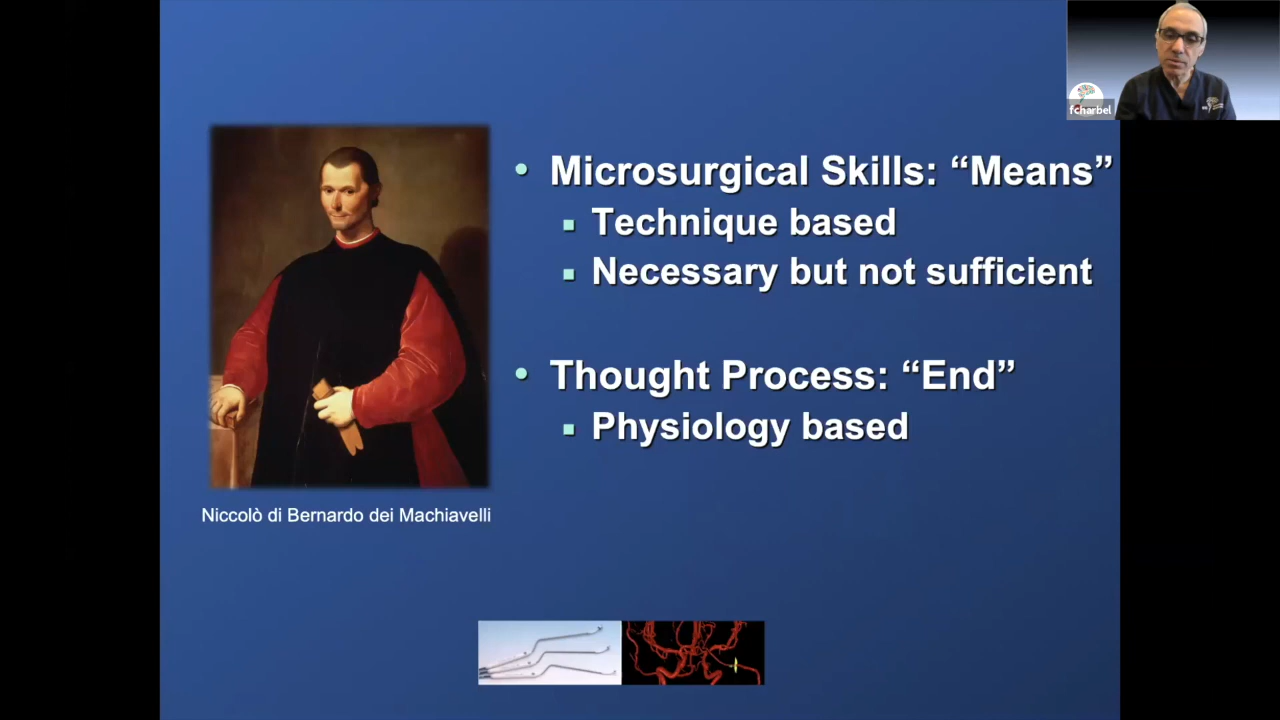 fcharbel
• Microsurgical Skills: “Means”
▪ Technique based
▪ Necessary but not sufficient
• Thought Process: “End”
▪ Physiology based
Niccolò di Bernardo dei Machiavelli